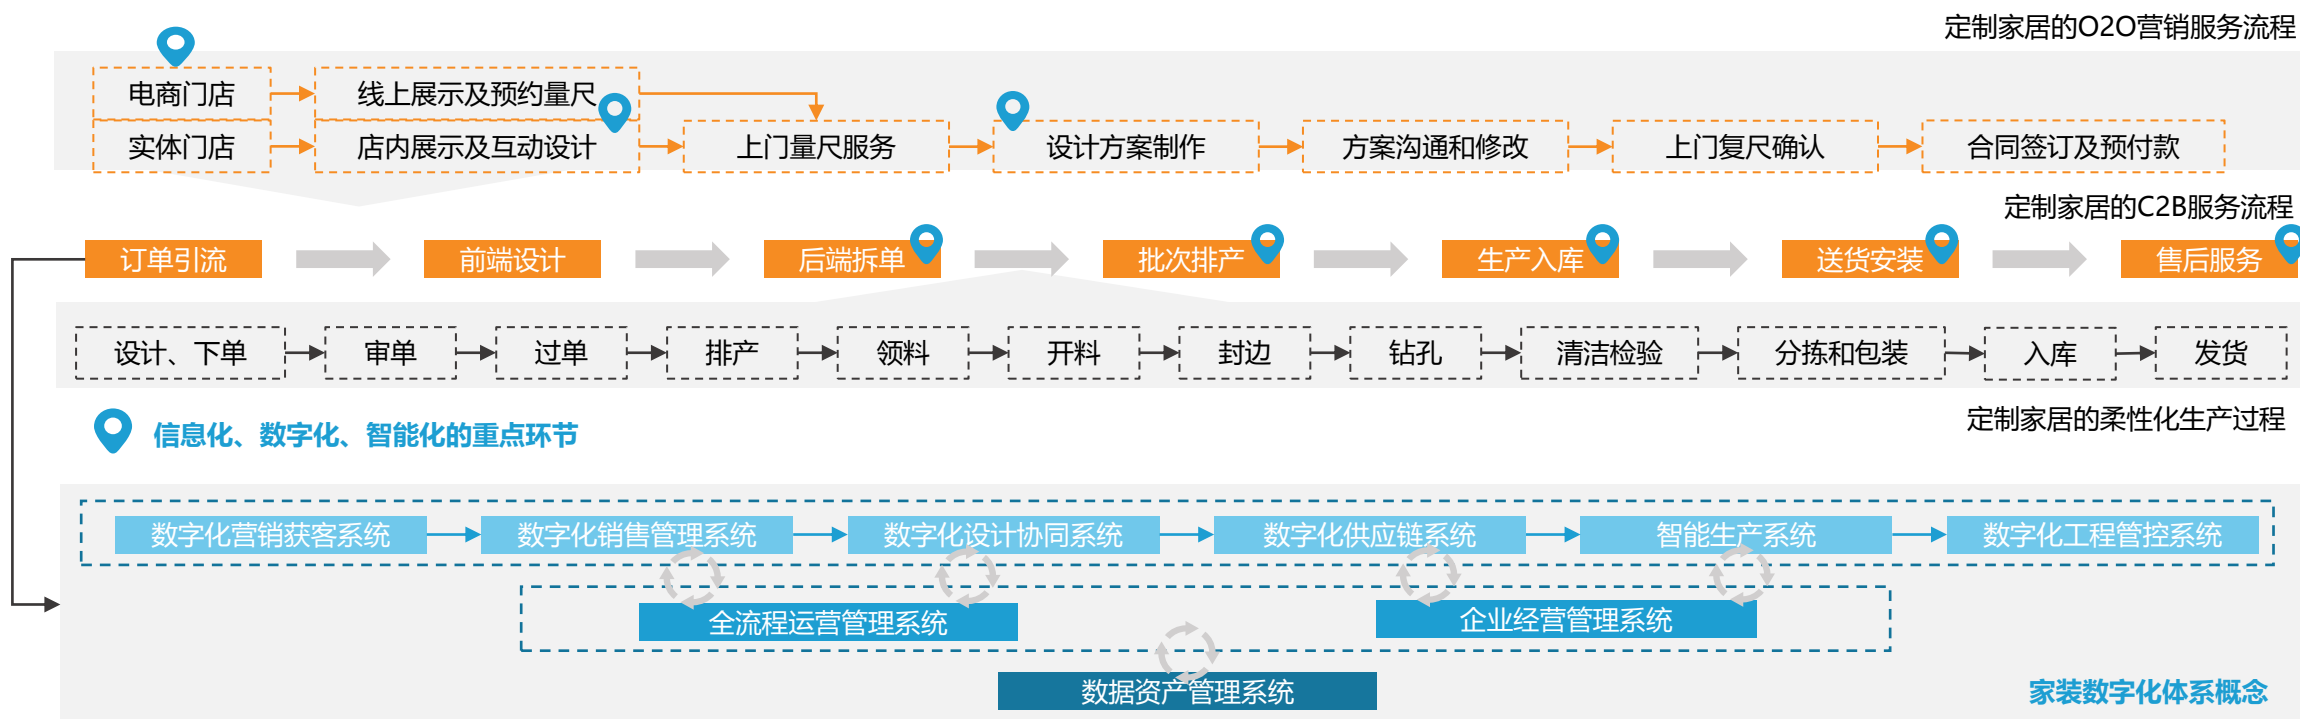 定制家居的O2O营销服务流程
电商门店
线上展示及预约量尺
实体门店
店内展示及互动设计
上门量尺服务
设计方案制作
方案沟通和修改
上门复尺确认
合同签订及预付款
定制家居的C2B服务流程
订单引流
前端设计
后端拆单
批次排产
生产入库
送货安装
售后服务
设计、下单
审单
过单
排产
领料
开料
封边
钻孔
清洁检验
分拣和包装
入库
发货
定制家居的柔性化生产过程
信息化、数字化、智能化的重点环节
数字化营销获客系统
数字化销售管理系统
数字化设计协同系统
数字化供应链系统
智能生产系统
数字化工程管控系统
全流程运营管理系统
企业经营管理系统
数据资产管理系统
家装数字化体系概念